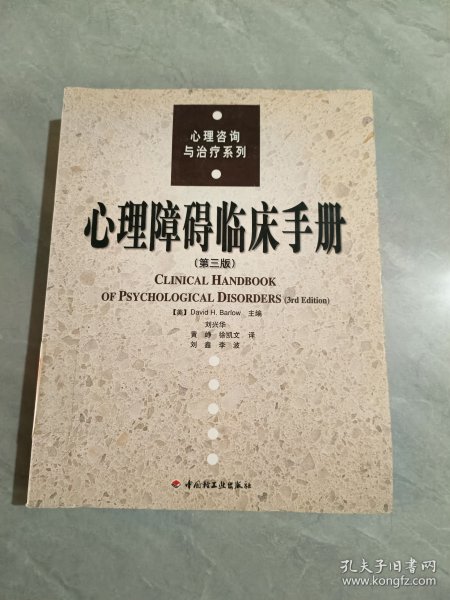 心理咨询
与治疗系列
心理障碍临床手册
(第三版)
CLINICAL HANDBOOK
OF PSYCHOLOGICAL DISORDERS (3rd Edition)
【美】David H. Barlow 主编
刘兴华
黄峥 徐凯文 译
刘鑫 李波
中国轻工业出版社
孔夫子旧书网
www.kongfz.com